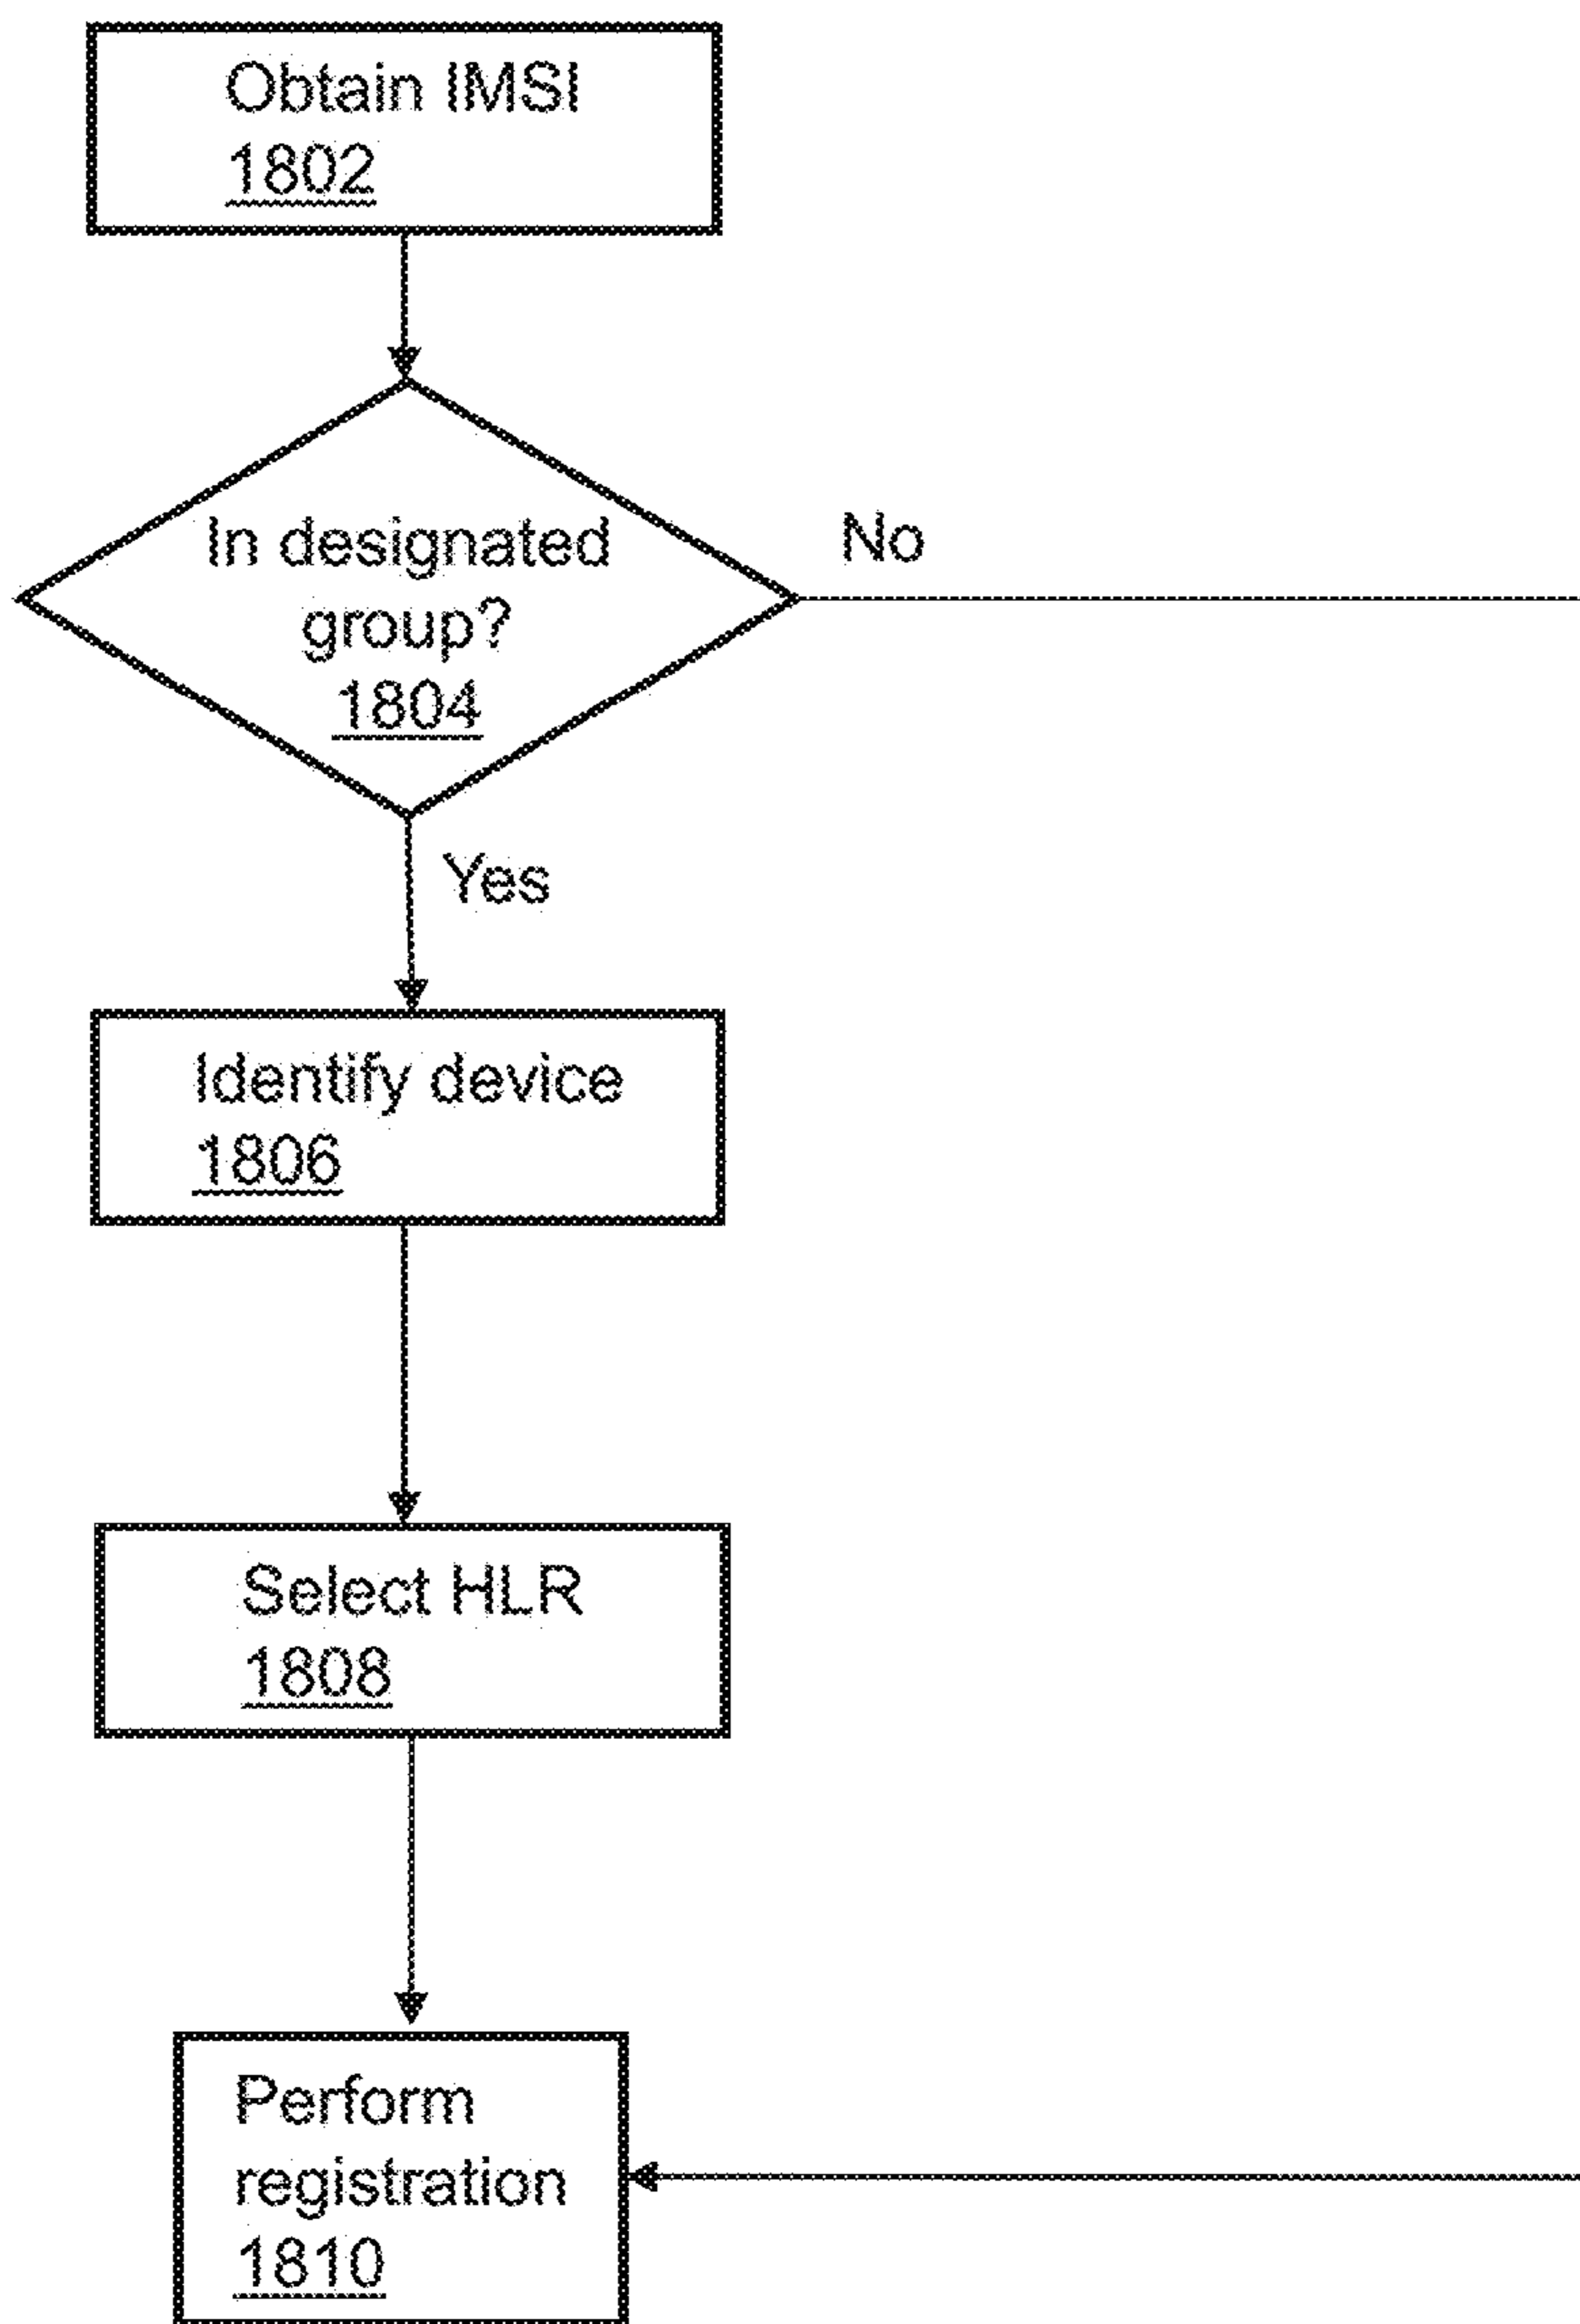 Obtain IMSI
1802
In designated
group?
1804
No
Yes
Identify device
1806
Select HLR
1808
Perform
registration
1810